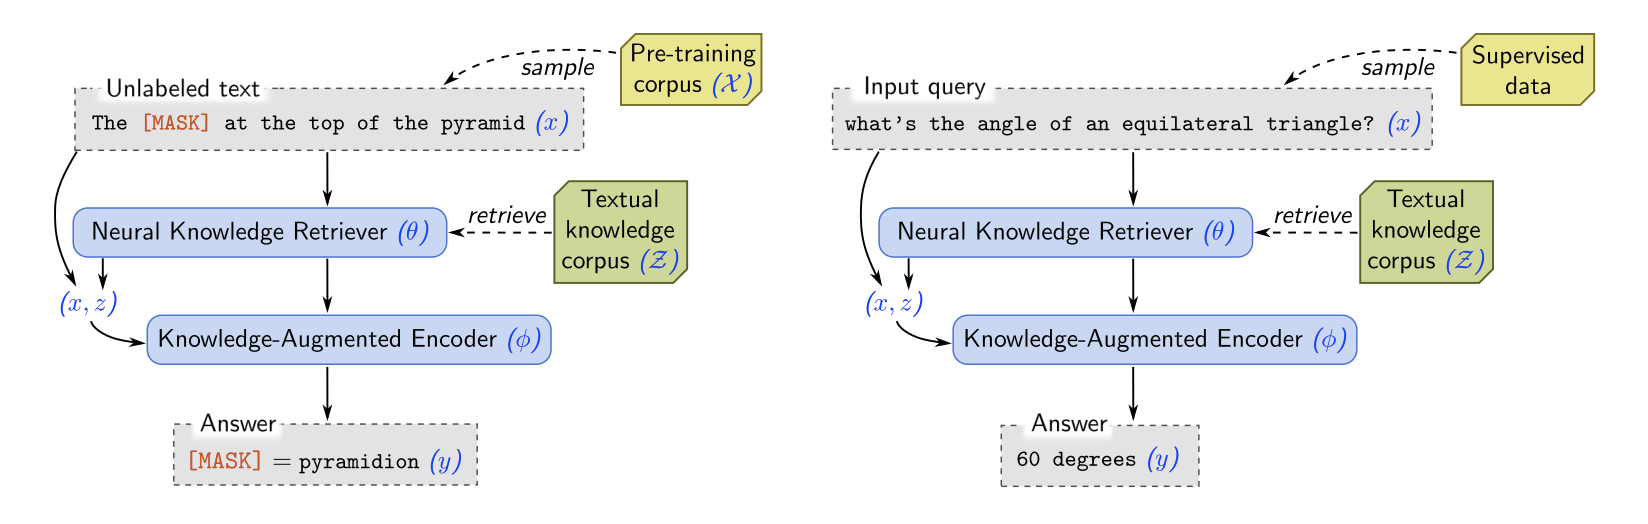 Pre-training
corpus (𝒳)
sample
Unlabeled text
The [MASK] at the top of the pyramid (x)
Neural Knowledge Retriever (θ)
retrieve
Textual
knowledge
corpus (𝒵)
(x, z)
Knowledge-Augmented Encoder (ϕ)
Answer
[MASK] = pyramidion (y)
Supervised
data
sample
Input query
what's the angle of an equilateral triangle? (x)
Neural Knowledge Retriever (θ)
retrieve
Textual
knowledge
corpus (𝒵)
(x, z)
Knowledge-Augmented Encoder (ϕ)
Answer
60 degrees (y)